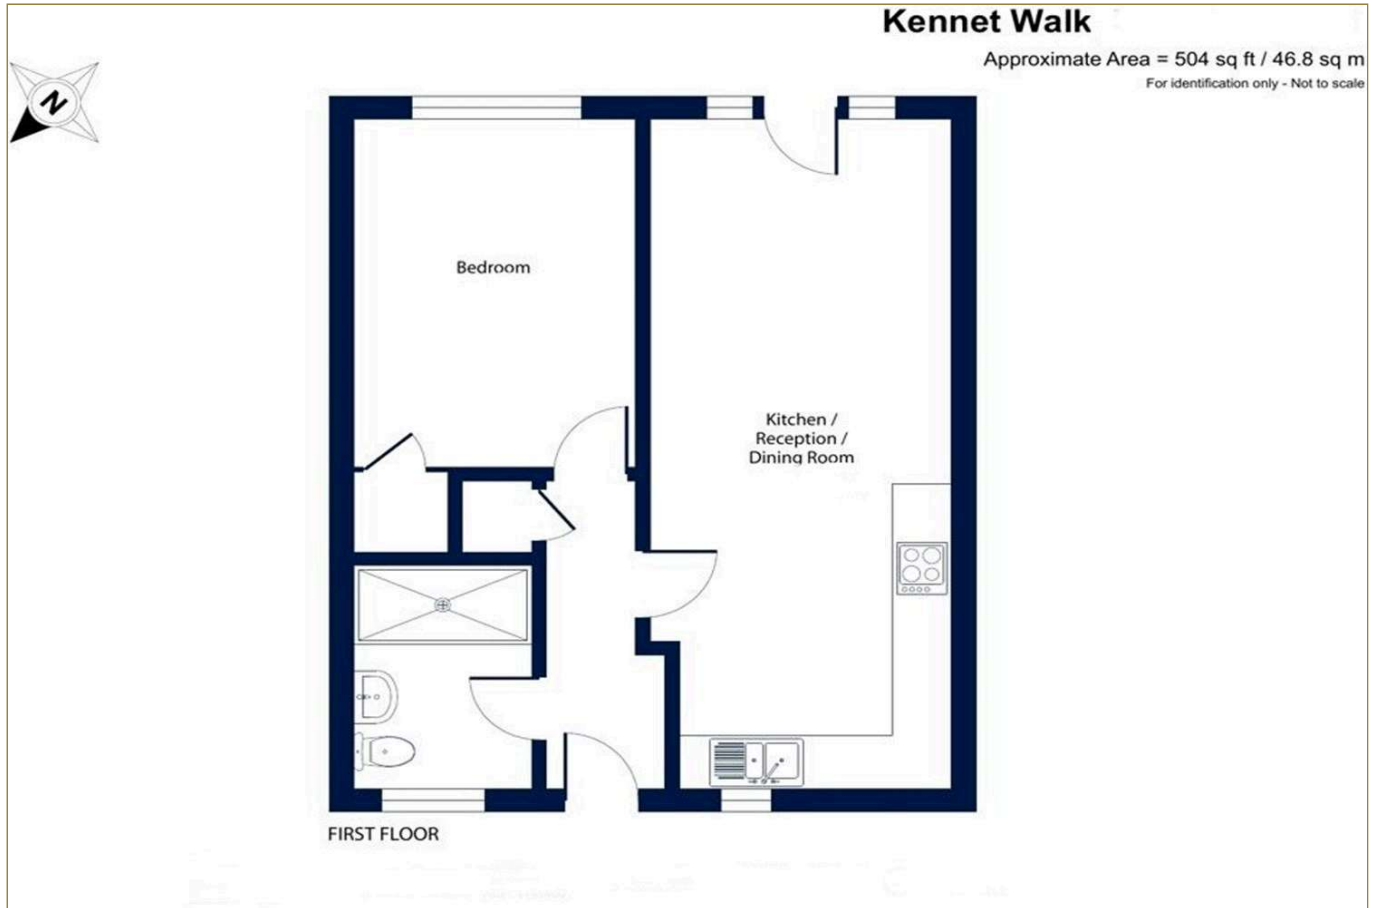 Kennet Walk
Approximate Area = 504 sq ft / 46.8 sq m
For identification only - Not to scale
N
Bedroom
Kitchen /
Reception /
Dining Room
FIRST FLOOR